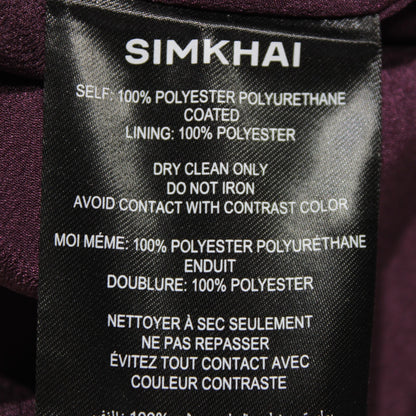 SIMKHAI
SELF: 100% POLYESTER POLYURETHANE
COATED
LINING: 100% POLYESTER
DRY CLEAN ONLY
DO NOT IRON
AVOID CONTACT WITH CONTRAST COLOR
MOI MÉME: 100% POLYESTER POLYURÉTHANE
ENDUIT
DOUBLURE: 100% POLYESTER
NETTOYER À SEC SEULEMENT
NE PAS REPASSER
ÉVITEZ TOUT CONTACT AVEC
COULEUR CONTRASTE
100%